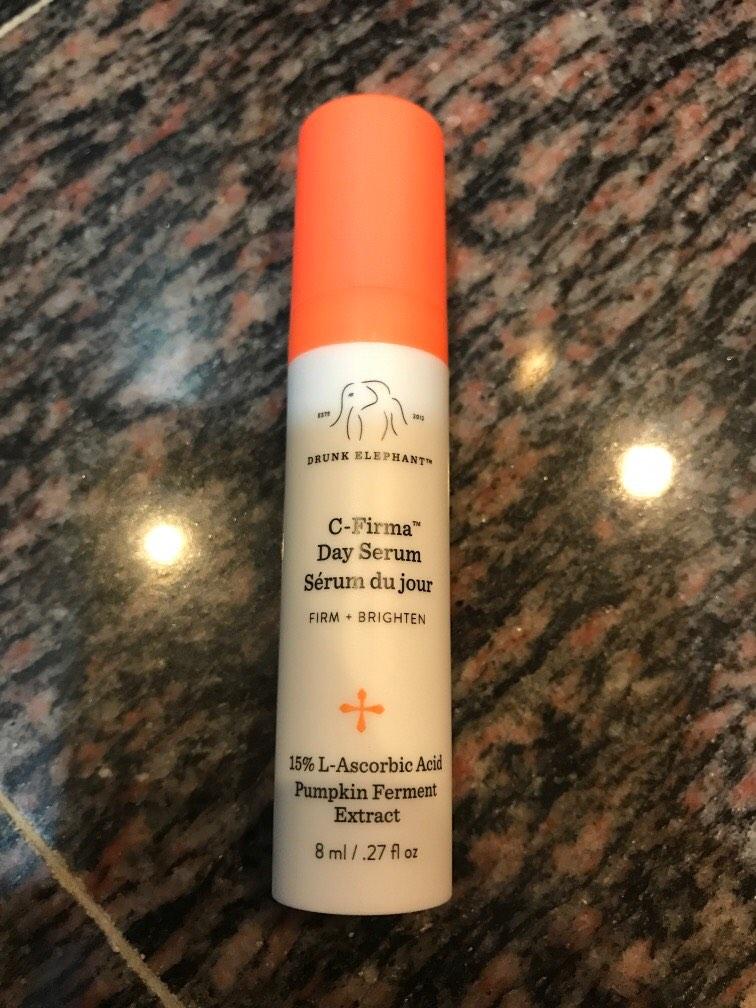 ESTD 2012
DRUNK ELEPHANT™
C-Firma™
Day Serum
Sérum du jour
FIRM + BRIGHTEN
15% L-Ascorbic Acid
Pumpkin Ferment
Extract
8 ml / .27 fl oz